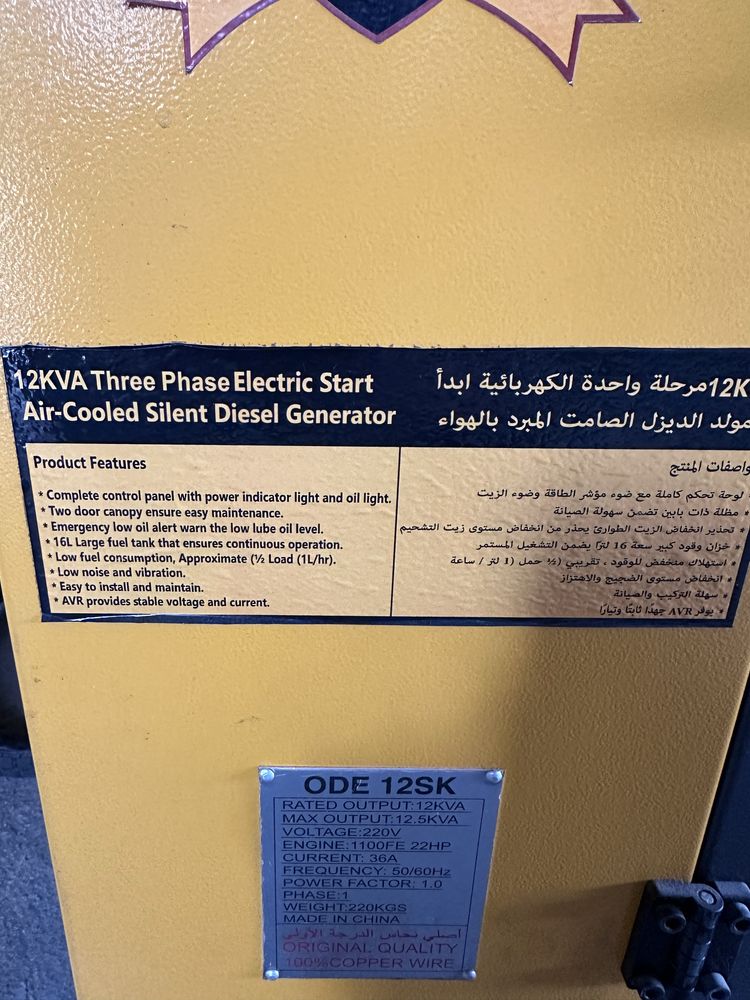 12KVA Three Phase Electric Start
Air-Cooled Silent Diesel Generator
12K مرحلة واحدة الكهربائية ابدأ
مولد الديزل الصامت المبرد بالهواء
Product Features
* Complete control panel with power indicator light and oil light.
* Two door canopy ensure easy maintenance.
* Emergency low oil alert warn the low lube oil level.
* 16L Large fuel tank that ensures continuous operation.
* Low fuel consumption, Approximate (½ Load (1L/hr).
* Low noise and vibration.
* Easy to install and maintain.
* AVR provides stable voltage and current.
واصفات المنتج
لوحة تحكم كاملة مع ضوء مؤشر الطاقة وضوء الزيت
* مظلة ذات بابين تضمن سهولة الصيانة
* تحذير انخفاض الزيت الطوارئ يحذر من انخفاض مستوى زيت التشحيم
* خزان وقود كبير سعة 16 لترًا يضمن التشغيل المستمر
* استهلاك منخفض للوقود ، تقريبي (½ حمل (1 لتر / ساعة
* انخفاض مستوى الضجيج والاهتزاز
* سهلة التركيب والصيانة
* يوفر AVR جهدًا ثابتًا وتيارًا
ODE 12SK
RATED OUTPUT:12KVA
MAX OUTPUT:12.5KVA
VOLTAGE:220V
ENGINE:1100FE 22HP
CURRENT: 36A
FREQUENCY: 50/60Hz
POWER FACTOR: 1.0
PHASE:1
WEIGHT:220KGS
MADE IN CHINA
أصلي نحاس الدرجة الأولى
ORIGINAL QUALITY
100%COPPER WIRE